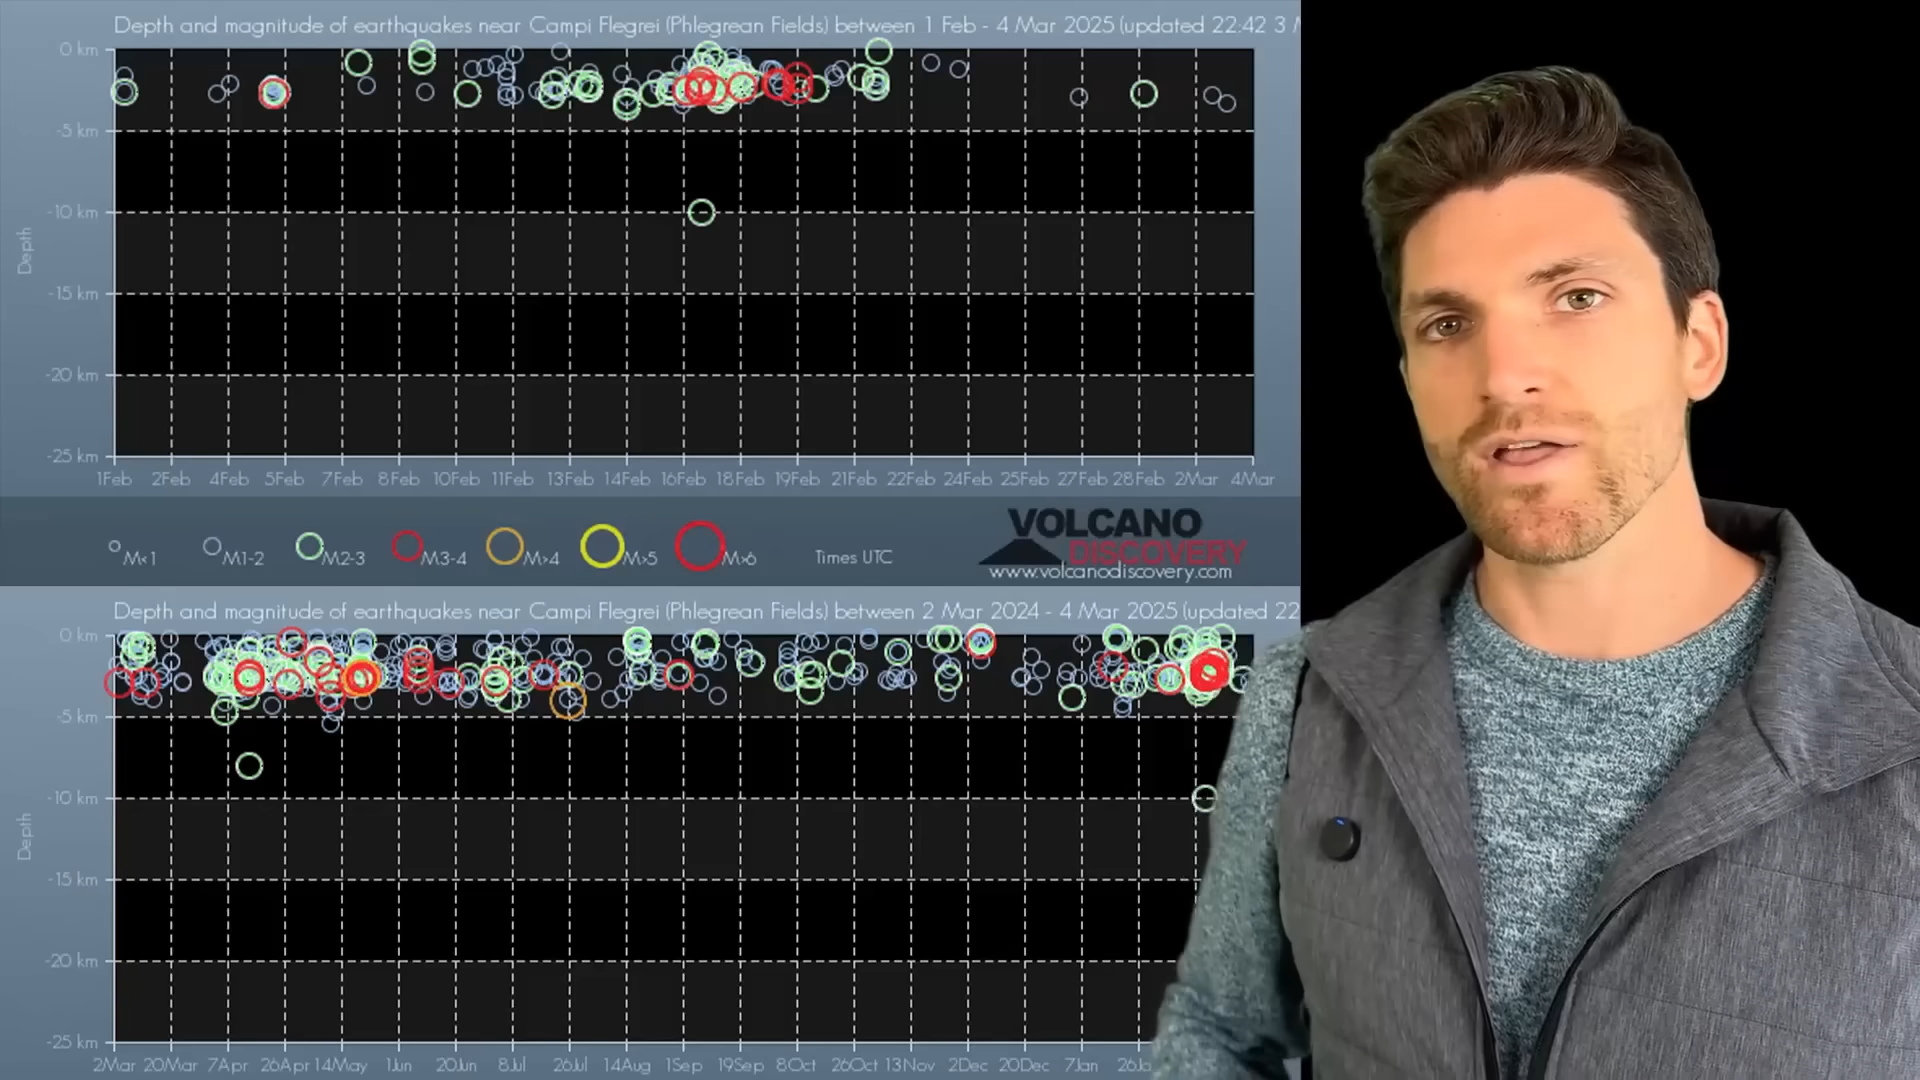 Depth and magnitude of earthquakes near Campi Flegrei (Phlegrean Fields) between 1 Feb - 4 Mar 2025 (updated 22:42 3
0 km
-5 km
-10 km
-15 km
-20 km
-25 km
Depth
1Feb 2Feb 4Feb 5Feb 7Feb 8Feb 10Feb 11Feb 13Feb 14Feb 16Feb 18Feb 19Feb 21Feb 22Feb 24Feb 25Feb 27Feb 28Feb 2Mar 4Mar
M<1 M1-2 M2-3 M3-4 M>4 M>5 M>6 Times UTC
VOLCANO
DISCOVERY
www.volcanodiscovery.com
Depth and magnitude of earthquakes near Campi Flegrei (Phlegrean Fields) between 2 Mar 2024 - 4 Mar 2025 (updated 22
0 km
-5 km
-10 km
-15 km
-20 km
-25 km
Depth
2Mar 20Mar 7Apr 26Apr 14May 1Jun 20Jun 8Jul 26Jul 14Aug 1Sep 19Sep 8Oct 26Oct 13Nov 2Dec 20Dec 7Jan